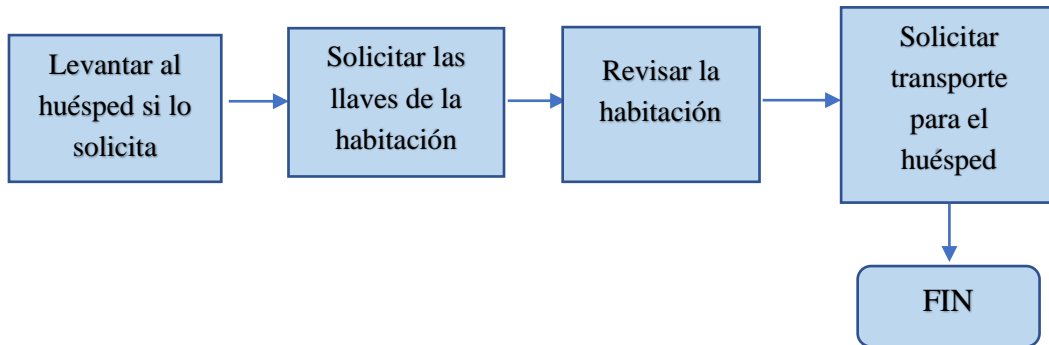 Levantar al
huésped si lo
solicita
Solicitar las
llaves de la
habitación
Revisar la
habitación
Solicitar
transporte
para el
huésped
FIN